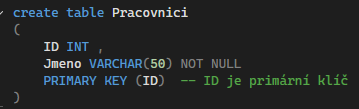 create table Pracovnici
(
ID INT ,
Jmeno VARCHAR(50) NOT NULL
PRIMARY KEY (ID) -- ID je primární klíč
)